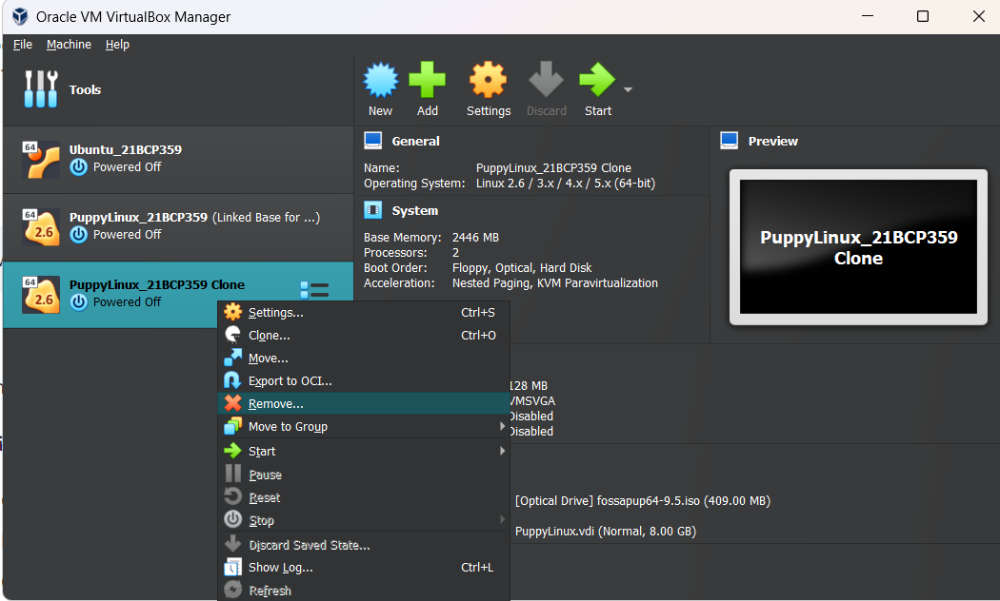 Oracle VM VirtualBox Manager
File Machine Help
Tools
New Add Settings Discard Start
64
Ubuntu_21BCP359
Powered Off
64
2.6
PuppyLinux_21BCP359 (Linked Base for ...)
Powered Off
64
2.6
PuppyLinux_21BCP359 Clone
Powered Off
General
Name: PuppyLinux_21BCP359 Clone
Operating System: Linux 2.6 / 3.x / 4.x / 5.x (64-bit)
System
Base Memory: 2446 MB
Processors: 2
Boot Order: Floppy, Optical, Hard Disk
Acceleration: Nested Paging, KVM Paravirtualization
Preview
PuppyLinux_21BCP359
Clone
Settings... Ctrl+S
Clone... Ctrl+O
Move...
Export to OCI...
Remove...
Move to Group
Start
Pause
Reset
Stop
Discard Saved State...
Show Log... Ctrl+L
Refresh
128 MB
VMSVGA
Disabled
Disabled
[Optical Drive] fossapup64-9.5.iso (409.00 MB)
PuppyLinux.vdi (Normal, 8.00 GB)